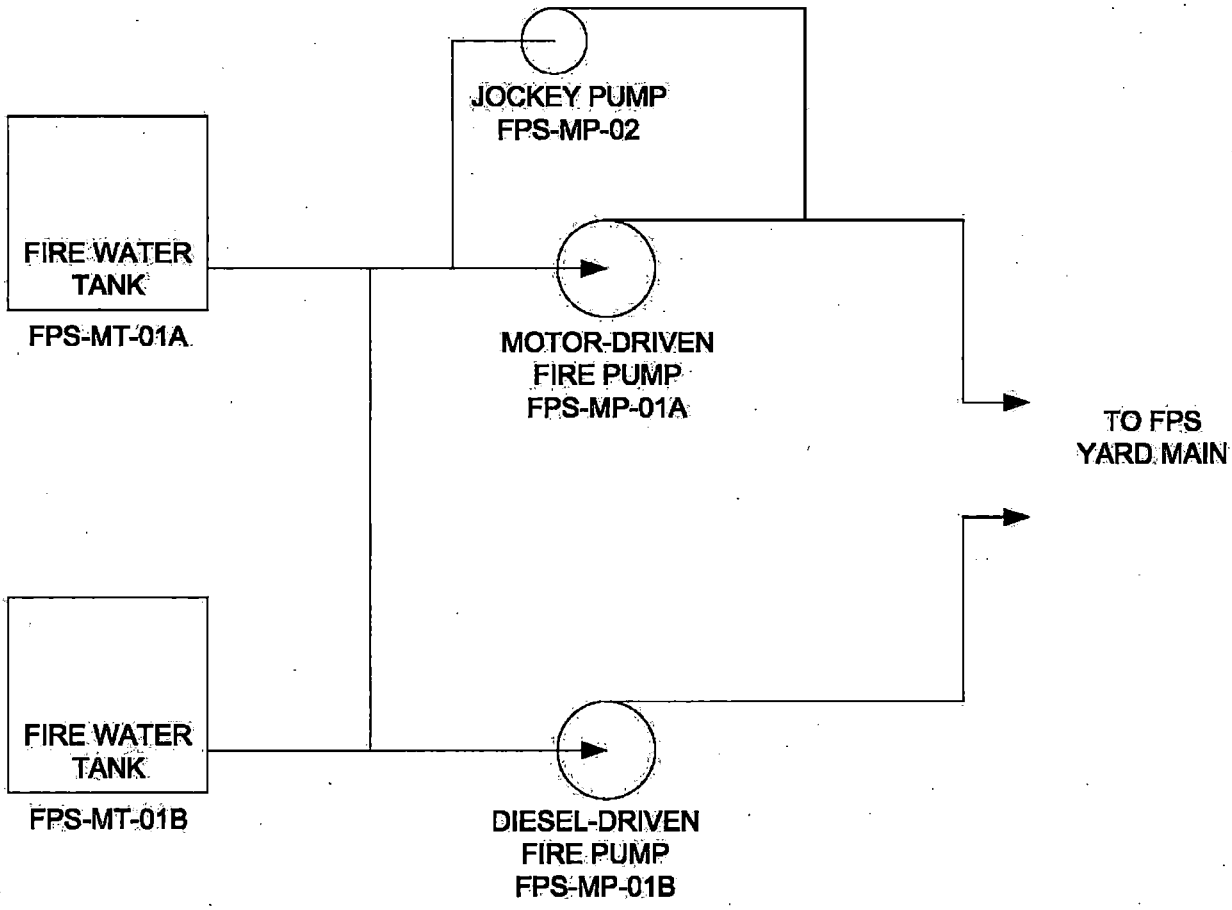 JOCKEY PUMP
FPS-MP-02
FIRE WATER
TANK
FPS-MT-01A
MOTOR-DRIVEN
FIRE PUMP
FPS-MP-01A
TO FPS
YARD MAIN
FIRE WATER
TANK
FPS-MT-01B
DIESEL-DRIVEN
FIRE PUMP
FPS-MP-01B